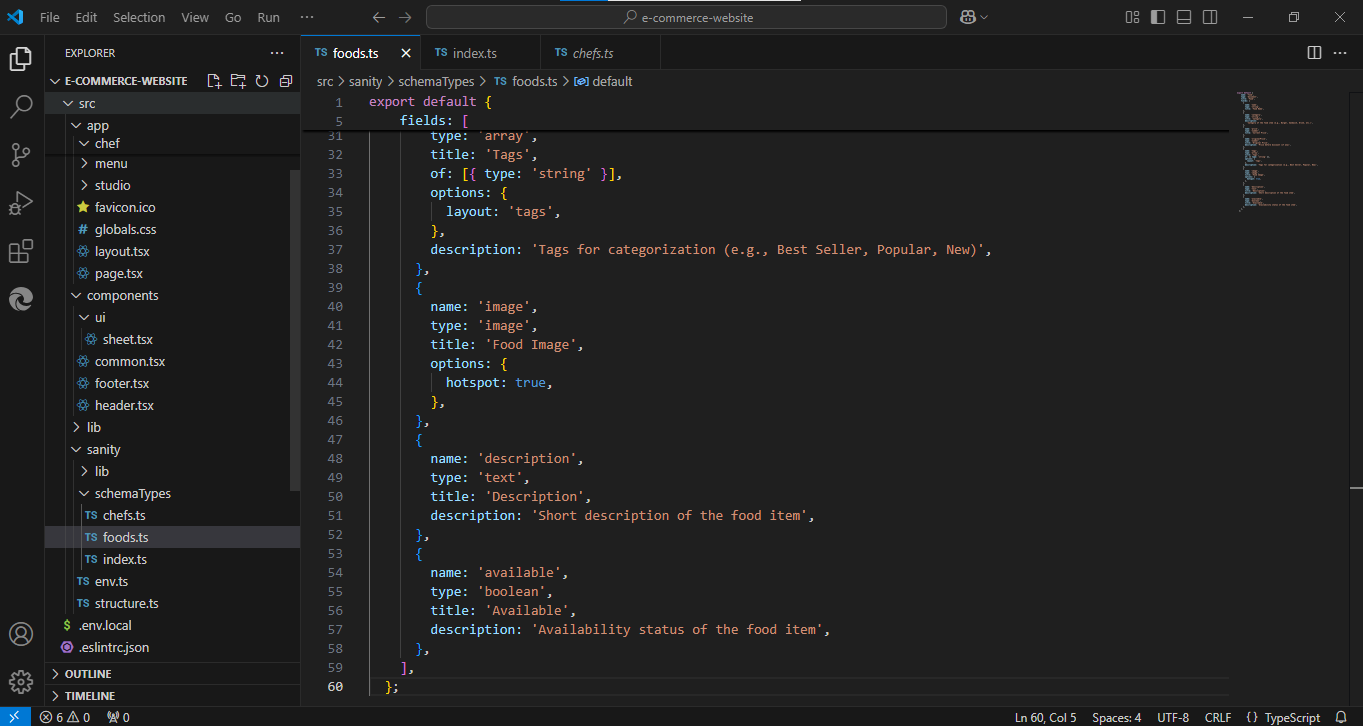 File Edit Selection View Go Run ···
e-commerce-website
EXPLORER ···
E-COMMERCE-WEBSITE
src
app
chef
menu
studio
favicon.ico
# globals.css
layout.tsx
page.tsx
components
ui
sheet.tsx
common.tsx
footer.tsx
header.tsx
lib
sanity
lib
schemaTypes
TS chefs.ts
TS foods.ts
TS index.ts
TS env.ts
TS structure.ts
$ .env.local
.eslintrc.json
OUTLINE
TIMELINE
TS foods.ts
TS index.ts
TS chefs.ts
src > sanity > schemaTypes > TS foods.ts > default
1 export default {
5 fields: [
31 type: 'array',
32 title: 'Tags',
33 of: [{ type: 'string' }],
34 options: {
35 layout: 'tags',
36 },
37 description: 'Tags for categorization (e.g., Best Seller, Popular, New)',
38 },
39 {
40 name: 'image',
41 type: 'image',
42 title: 'Food Image',
43 options: {
44 hotspot: true,
45 },
46 },
47 {
48 name: 'description',
49 type: 'text',
50 title: 'Description',
51 description: 'Short description of the food item',
52 },
53 {
54 name: 'available',
55 type: 'boolean',
56 title: 'Available',
57 description: 'Availability status of the food item',
58 },
59 ],
60 };
6 0 0
Ln 60, Col 5 Spaces: 4 UTF-8 CRLF {} TypeScript